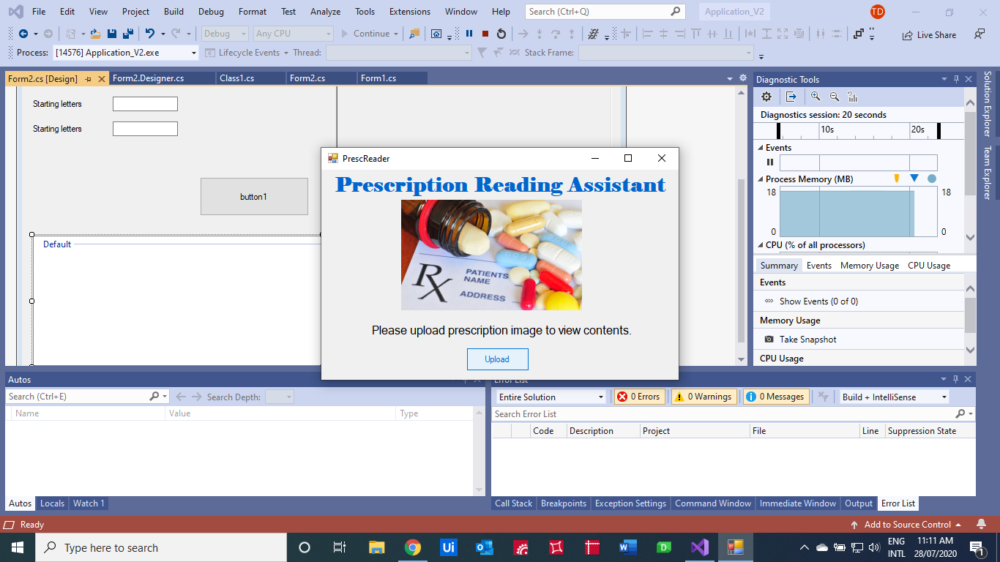 File Edit View Project Build Debug Format Test Analyze Tools Extensions Window Help Search (Ctrl+Q) Application_V2 TD
Debug Any CPU Continue Live Share
Process: [14576] Application_V2.exe Lifecycle Events Thread: Stack Frame:
Form2.cs [Design] Form2.Designer.cs Class1.cs Form2.cs Form1.cs
Starting letters
Starting letters
button1
Default
PrescReader
Prescription Reading Assistant
Rx
PATIENTS
NAME
ADDRESS
Please upload prescription image to view contents.
Upload
Diagnostic Tools
Diagnostics session: 20 seconds
10s 20s
Events
Process Memory (MB)
18 18
0 0
CPU (% of all processors)
Summary Events Memory Usage CPU Usage
Events
Show Events (0 of 0)
Memory Usage
Take Snapshot
CPU Usage
Solution Explorer
Team Explorer
Autos
Search (Ctrl+E) Search Depth:
Name Value Type
Autos Locals Watch 1
Error List
Entire Solution 0 Errors 0 Warnings 0 Messages Build + IntelliSense
Search Error List
Code Description Project File Line Suppression State
Call Stack Breakpoints Exception Settings Command Window Immediate Window Output Error List
Ready Add to Source Control
Type here to search Ui W D ENG 11:11 AM
INTL 28/07/2020 1